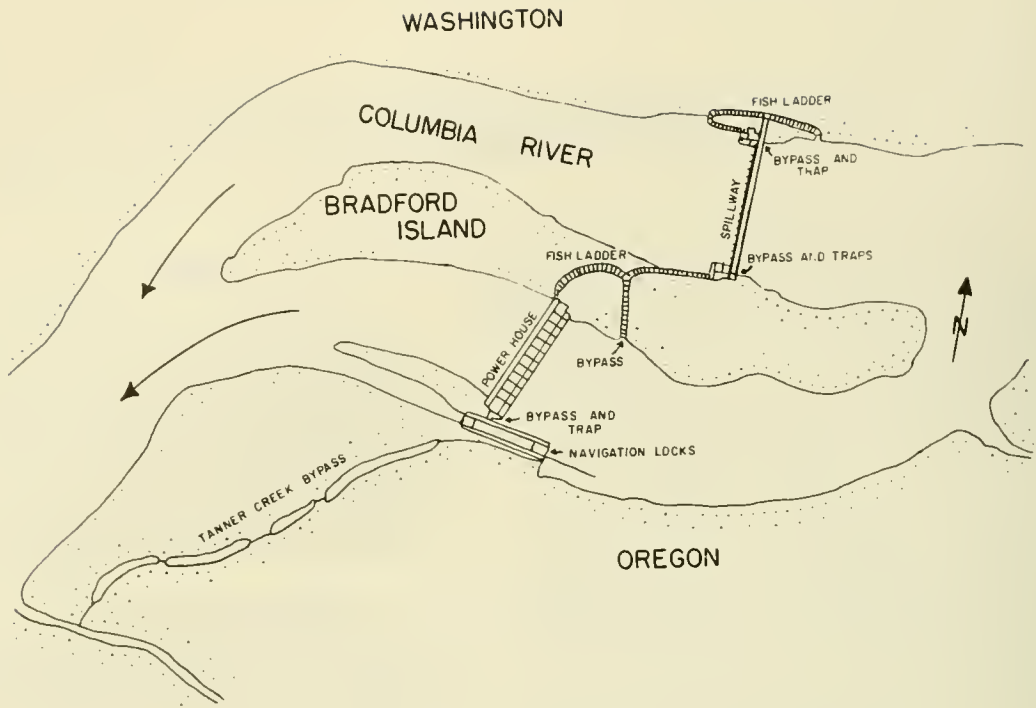 WASHINGTON
FISH LADDER
COLUMBIA RIVER
BYPASS AND
TRAP
SPILLWAY
BRADFORD
ISLAND
FISH LADDER
BYPASS AND TRAPS
N
POWER HOUSE
BYPASS
BYPASS AND
TRAP
NAVIGATION LOCKS
TANNER CREEK BYPASS
OREGON